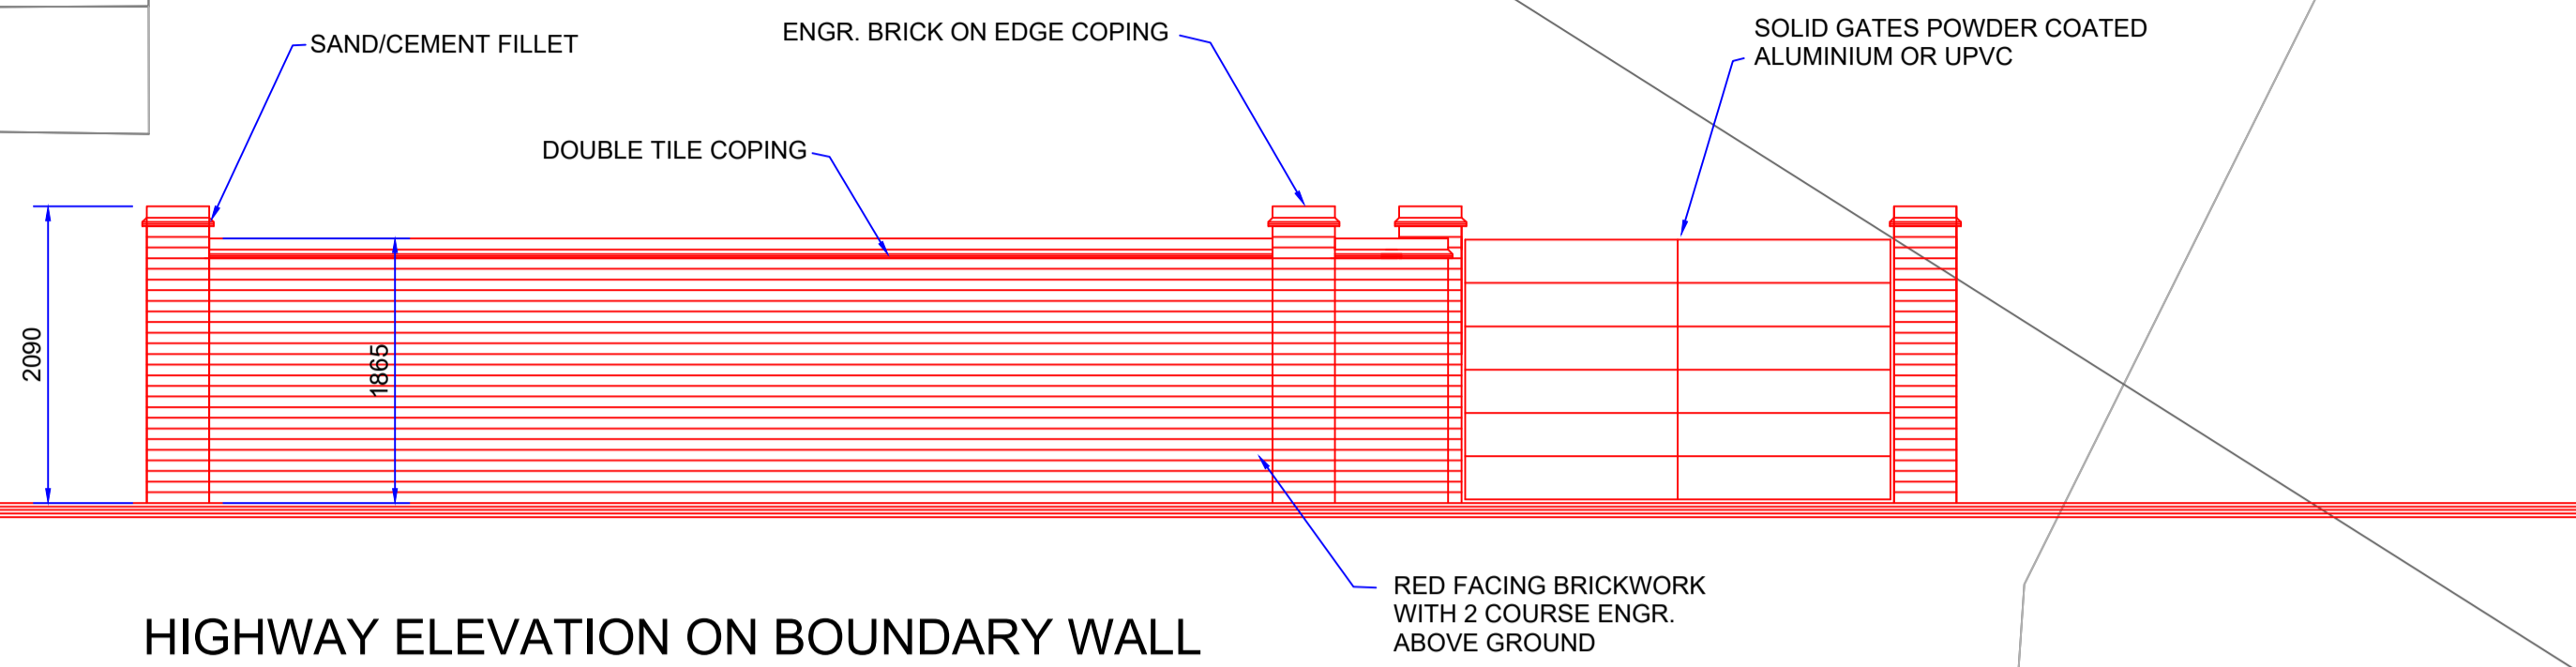 SAND/CEMENT FILLET
ENGR. BRICK ON EDGE COPING
SOLID GATES POWDER COATED
ALUMINIUM OR UPVC
DOUBLE TILE COPING
2090
1865
RED FACING BRICKWORK
WITH 2 COURSE ENGR.
ABOVE GROUND
HIGHWAY ELEVATION ON BOUNDARY WALL